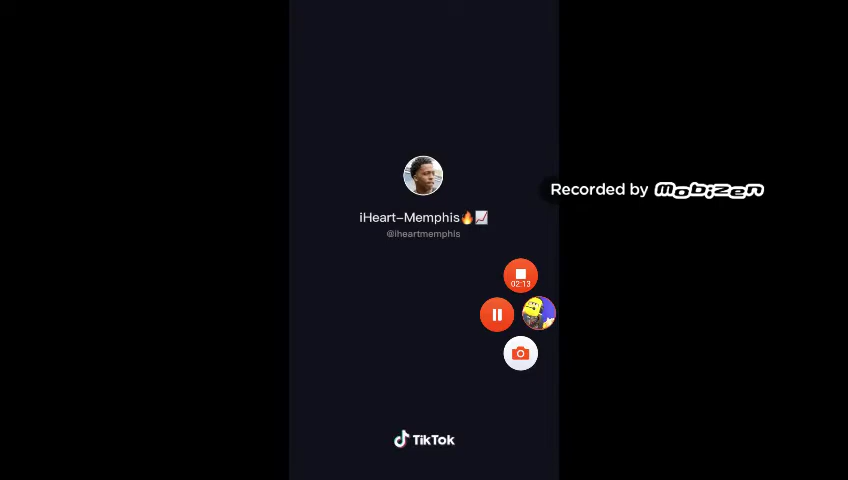 Recorded by mobizen
iHeart–Memphis🔥📈
@iheartmemphis
02:13
TikTok